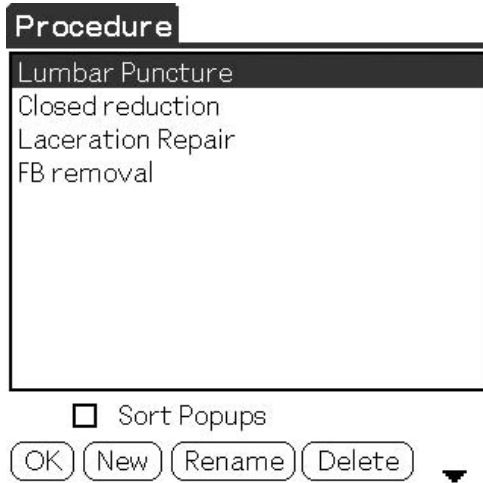 Procedure
Lumbar Puncture
Closed reduction
Laceration Repair
FB removal
Sort Popups
OK New Rename Delete